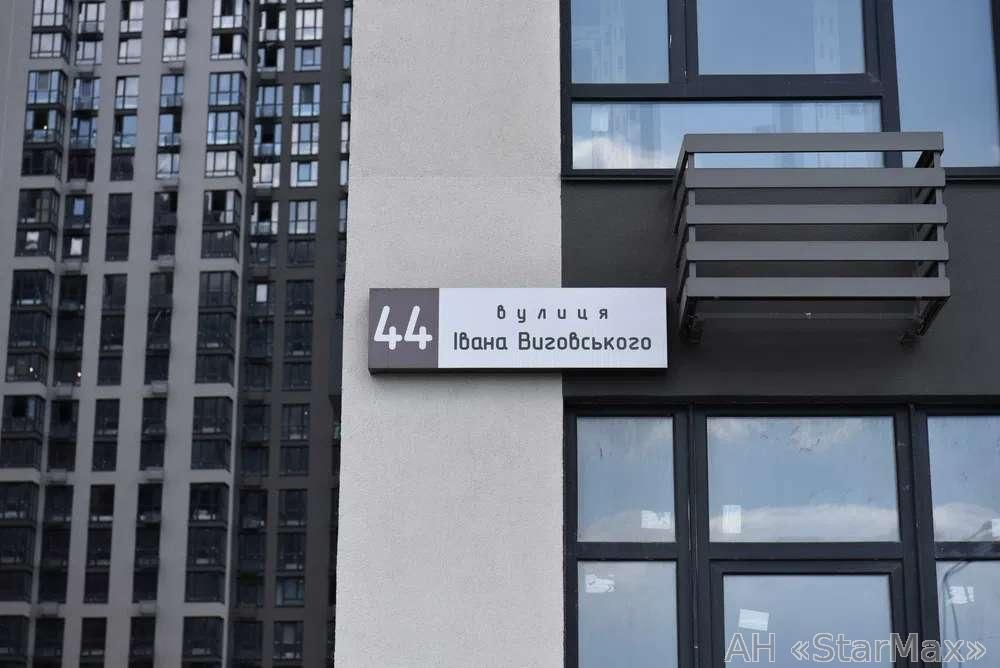 44
вулиця
Івана Виговського
АН «StarMax»